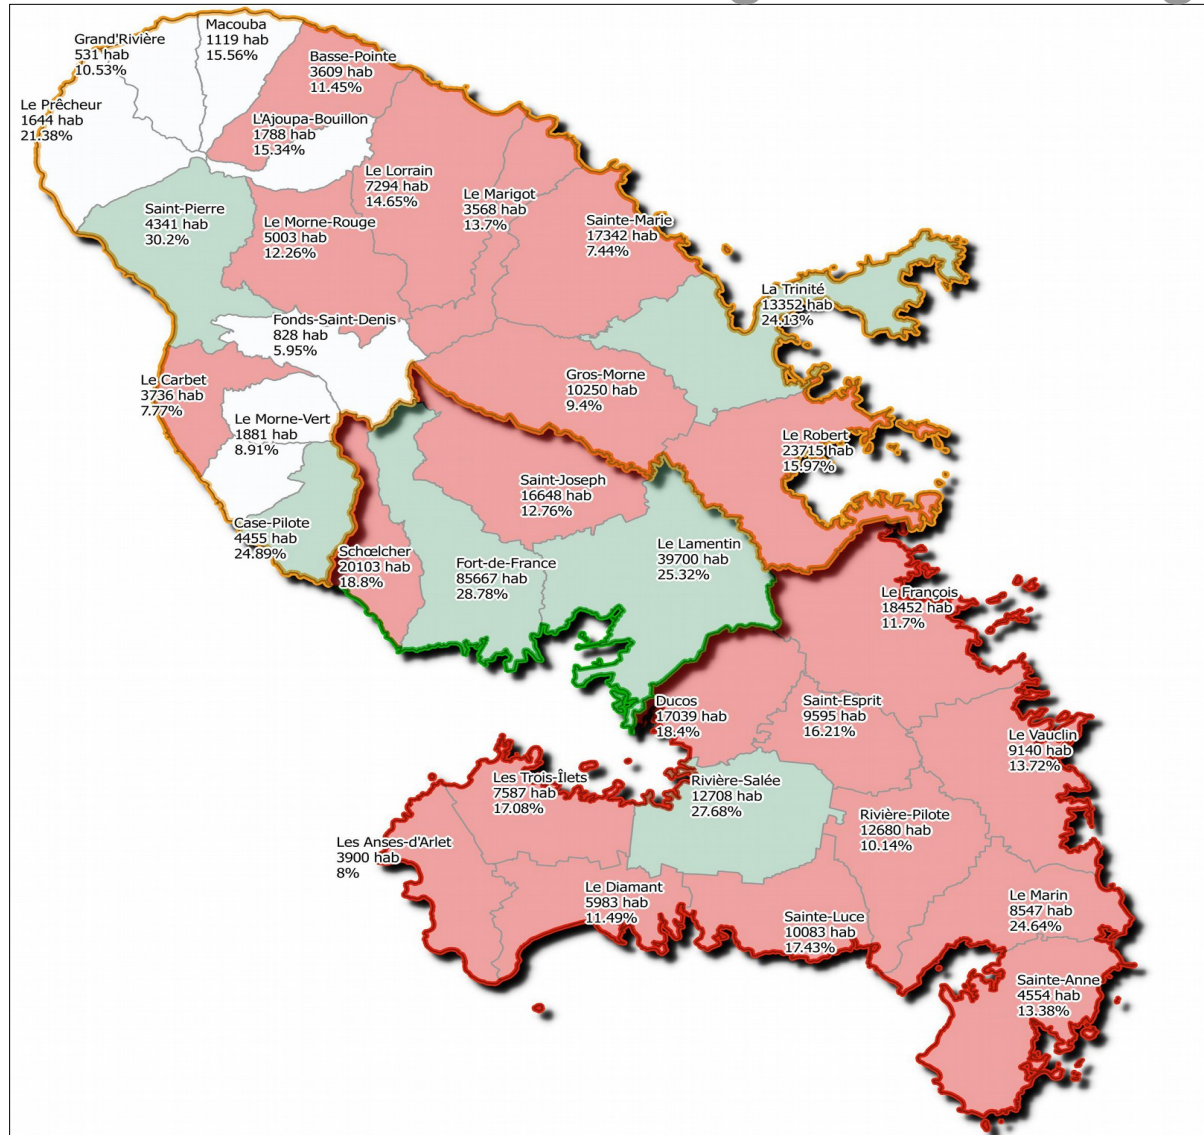 Macouba
1119 hab
15.56%
Grand'Rivière
531 hab
10.53%
Basse-Pointe
3609 hab
11.45%
Le Prêcheur
1644 hab
21.38%
L'Ajoupa-Bouillon
1788 hab
15.34%
Le Lorrain
7294 hab
14.65%
Le Marigot
3568 hab
13.7%
Saint-Pierre
4341 hab
30.2%
Le Morne-Rouge
5003 hab
12.26%
Sainte-Marie
17342 hab
7.44%
La Trinité
13352 hab
24.13%
Fonds-Saint-Denis
828 hab
5.95%
Le Carbet
3736 hab
7.77%
Gros-Morne
10250 hab
9.4%
Le Morne-Vert
1881 hab
8.91%
Le Robert
23715 hab
15.97%
Saint-Joseph
16648 hab
12.76%
Case-Pilote
4455 hab
24.89%
Schœlcher
20103 hab
18.8%
Fort-de-France
85667 hab
28.78%
Le Lamentin
39700 hab
25.32%
Le François
18452 hab
11.7%
Ducos
17039 hab
18.4%
Saint-Esprit
9595 hab
16.21%
Le Vauclin
9140 hab
13.72%
Les Trois-Îlets
7587 hab
17.08%
Rivière-Salée
12708 hab
27.68%
Rivière-Pilote
12680 hab
10.14%
Les Anses-d'Arlet
3900 hab
8%
Le Diamant
5983 hab
11.49%
Sainte-Luce
10083 hab
17.43%
Le Marin
8547 hab
24.64%
Sainte-Anne
4554 hab
13.38%